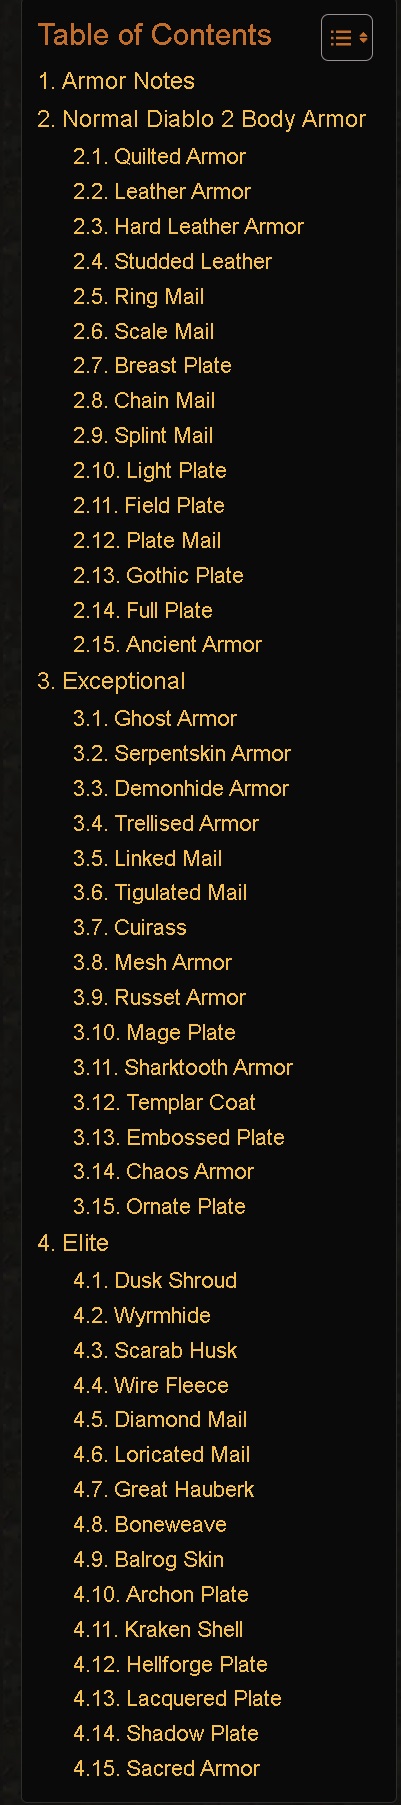 Table of Contents
1. Armor Notes
2. Normal Diablo 2 Body Armor
2.1. Quilted Armor
2.2. Leather Armor
2.3. Hard Leather Armor
2.4. Studded Leather
2.5. Ring Mail
2.6. Scale Mail
2.7. Breast Plate
2.8. Chain Mail
2.9. Splint Mail
2.10. Light Plate
2.11. Field Plate
2.12. Plate Mail
2.13. Gothic Plate
2.14. Full Plate
2.15. Ancient Armor
3. Exceptional
3.1. Ghost Armor
3.2. Serpentskin Armor
3.3. Demonhide Armor
3.4. Trellised Armor
3.5. Linked Mail
3.6. Tigulated Mail
3.7. Cuirass
3.8. Mesh Armor
3.9. Russet Armor
3.10. Mage Plate
3.11. Sharktooth Armor
3.12. Templar Coat
3.13. Embossed Plate
3.14. Chaos Armor
3.15. Ornate Plate
4. Elite
4.1. Dusk Shroud
4.2. Wyrmhide
4.3. Scarab Husk
4.4. Wire Fleece
4.5. Diamond Mail
4.6. Loricated Mail
4.7. Great Hauberk
4.8. Boneweave
4.9. Balrog Skin
4.10. Archon Plate
4.11. Kraken Shell
4.12. Hellforge Plate
4.13. Lacquered Plate
4.14. Shadow Plate
4.15. Sacred Armor